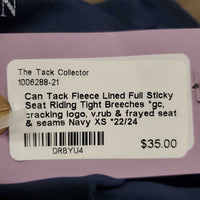 N
The Tack Collector
1006288-21
Can Tack Fleece Lined Full Sticky
Seat Riding Tight Breeches *gc,
cracking logo, v.rub & frayed seat
& seams Navy XS *22/24
$35.00
DRBYU4